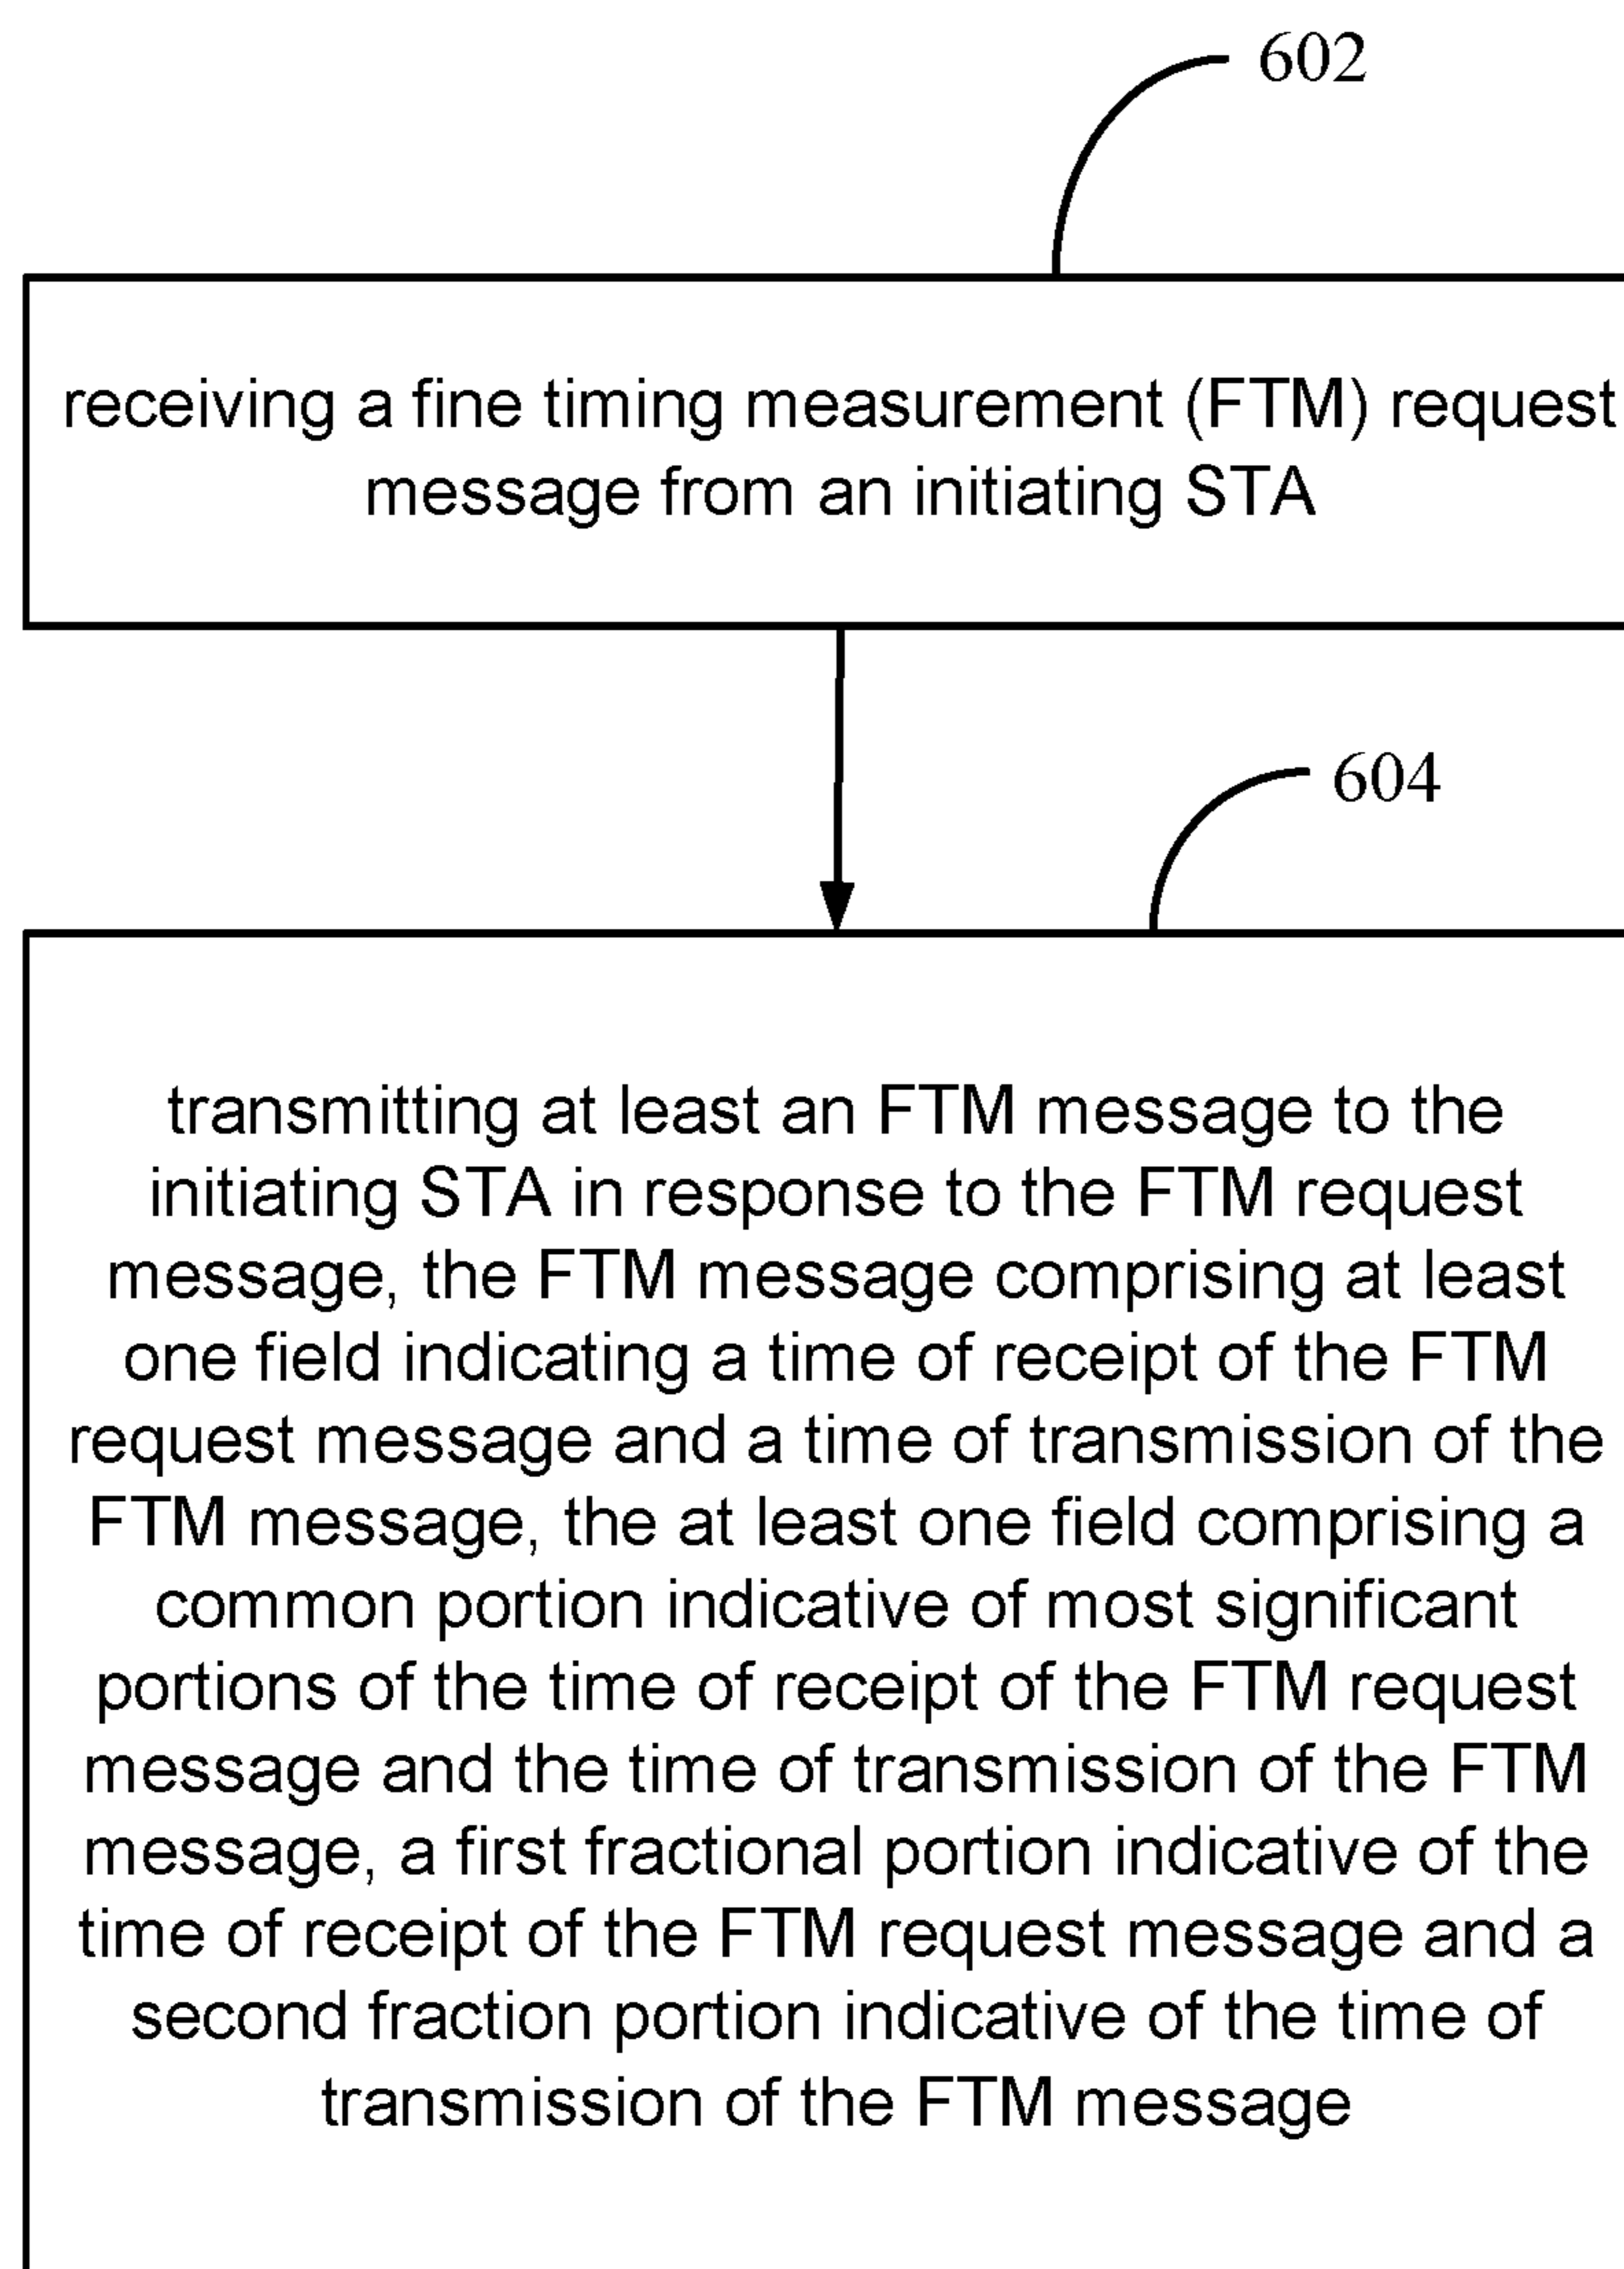 602
receiving a fine timing measurement (FTM) request
message from an initiating STA
604
transmitting at least an FTM message to the
initiating STA in response to the FTM request
message, the FTM message comprising at least
one field indicating a time of receipt of the FTM
request message and a time of transmission of the
FTM message, the at least one field comprising a
common portion indicative of most significant
portions of the time of receipt of the FTM request
message and the time of transmission of the FTM
message, a first fractional portion indicative of the
time of receipt of the FTM request message and a
second fraction portion indicative of the time of
transmission of the FTM message